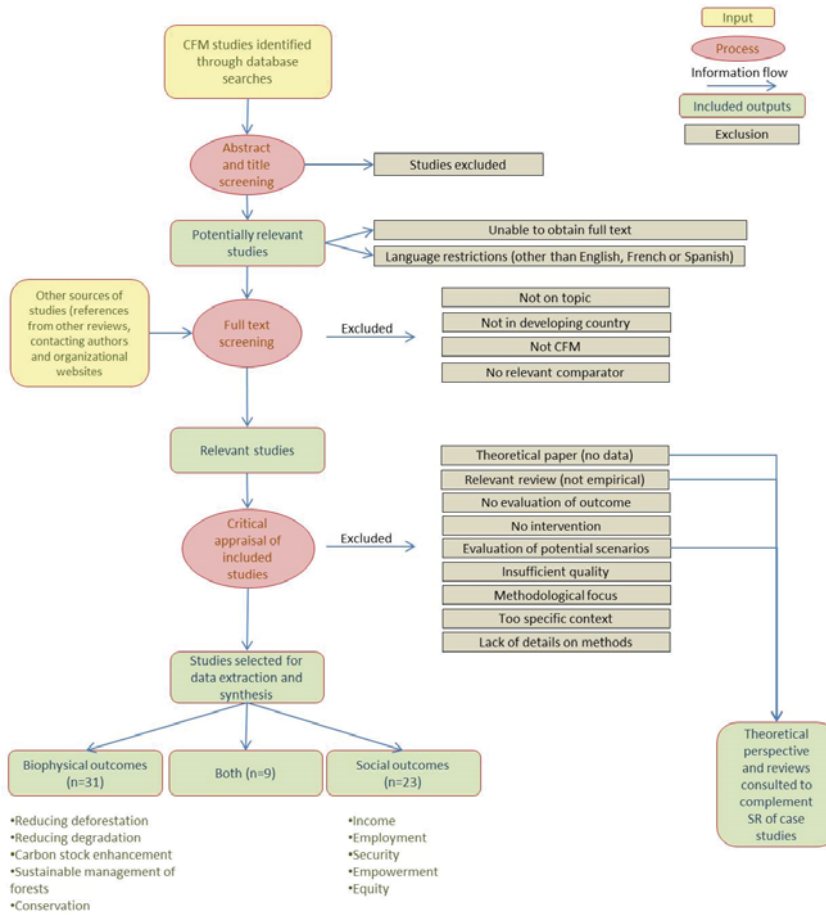 Input
Process
Information flow
Included outputs
Exclusion
CFM studies identified
through database
searches
Abstract
and title
screening
Studies excluded
Potentially relevant
studies
Unable to obtain full text
Language restrictions (other than English, French or Spanish)
Other sources of
studies (references
from other reviews,
contacting authors
and organizational
websites
Full text
screening
Excluded
Not on topic
Not in developing country
Not CFM
No relevant comparator
Relevant studies
Critical
appraisal of
included
studies
Excluded
Theoretical paper (no data)
Relevant review (not empirical)
No evaluation of outcome
No intervention
Evaluation of potential scenarios
Insufficient quality
Methodological focus
Too specific context
Lack of details on methods
Studies selected for
data extraction and
synthesis
Biophysical outcomes
(n=31)
Both (n=9)
Social outcomes
(n=23)
Theoretical
perspective
and reviews
consulted to
complement
SR of case
studies
•Reducing deforestation
•Reducing degradation
•Carbon stock enhancement
•Sustainable management of
forests
•Conservation
•Income
•Employment
•Security
•Empowerment
•Equity